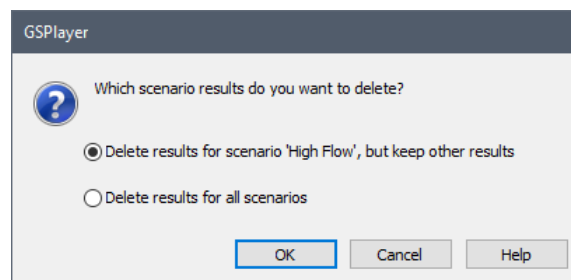 GSPlayer
Which scenario results do you want to delete?
Delete results for scenario 'High Flow', but keep other results
Delete results for all scenarios
OK Cancel Help